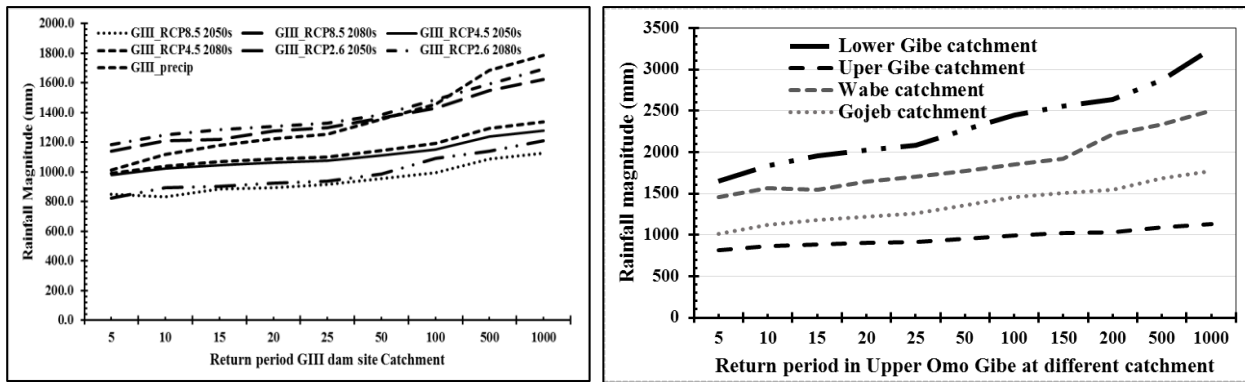 2000.0
1800.0
1600.0
1400.0
1200.0
1000.0
800.0
600.0
400.0
200.0
0.0
Rainfall Magnitude (mm)
GIII_RCP8.5 2050s GIII_RCP8.5 2080s GIII_RCP4.5 2050s
GIII_RCP4.5 2080s GIII_RCP2.6 2050s GIII_RCP2.6 2080s
GIII_precip
5 10 15 20 25 50 100 500 1000
Return period GIII dam site Catchment
3500
3000
2500
2000
1500
1000
500
0
Rainfall magnitude (mm)
Lower Gibe catchment
Uper Gibe catchment
Wabe catchment
Gojeb catchment
5 10 15 20 25 50 100 150 200 500 1000
Return period in Upper Omo Gibe at different catchment